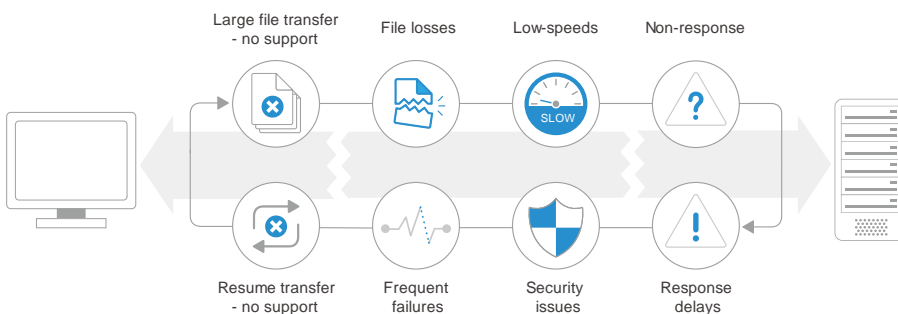 Large file transfer
- no support
File losses
Low-speeds
Non-response
SLOW
?
!
Resume transfer
- no support
Frequent
failures
Security
issues
Response
delays